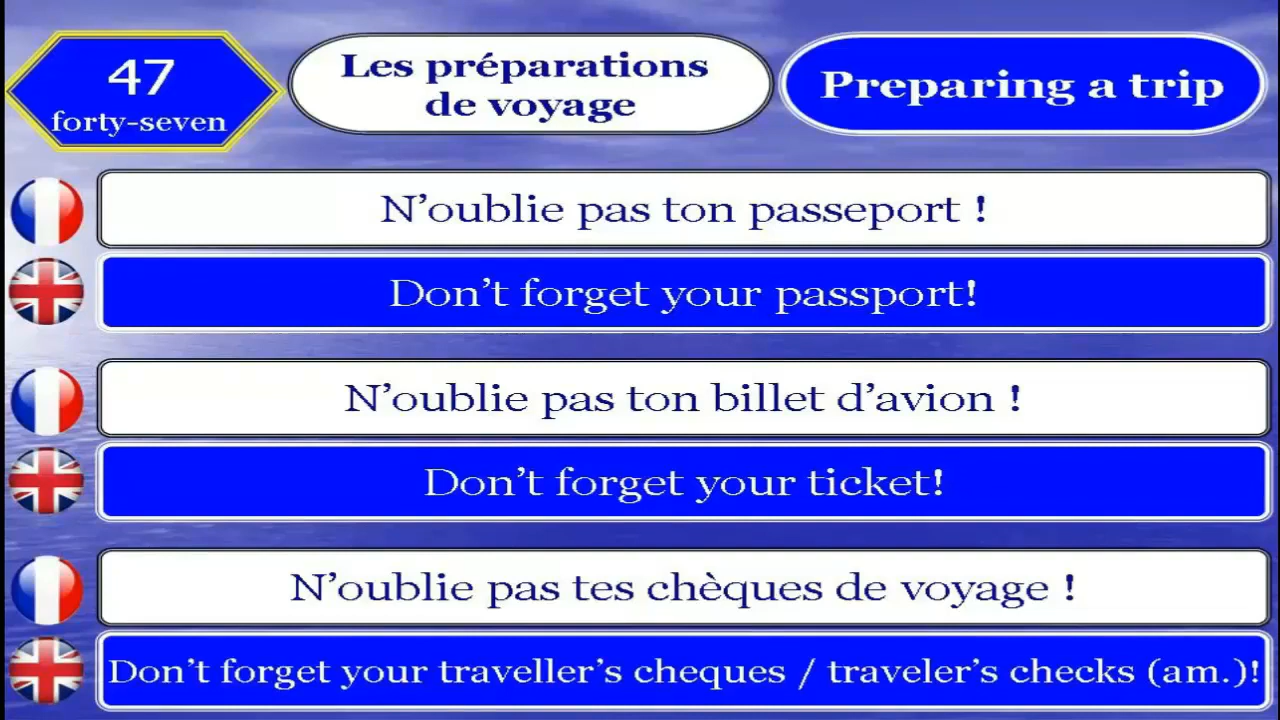 47
forty-seven
Les préparations
de voyage
Preparing a trip
N’oublie pas ton passeport !
Don’t forget your passport!
N’oublie pas ton billet d’avion !
Don’t forget your ticket!
N’oublie pas tes chèques de voyage !
Don’t forget your traveller’s cheques / traveler’s checks (am.)!